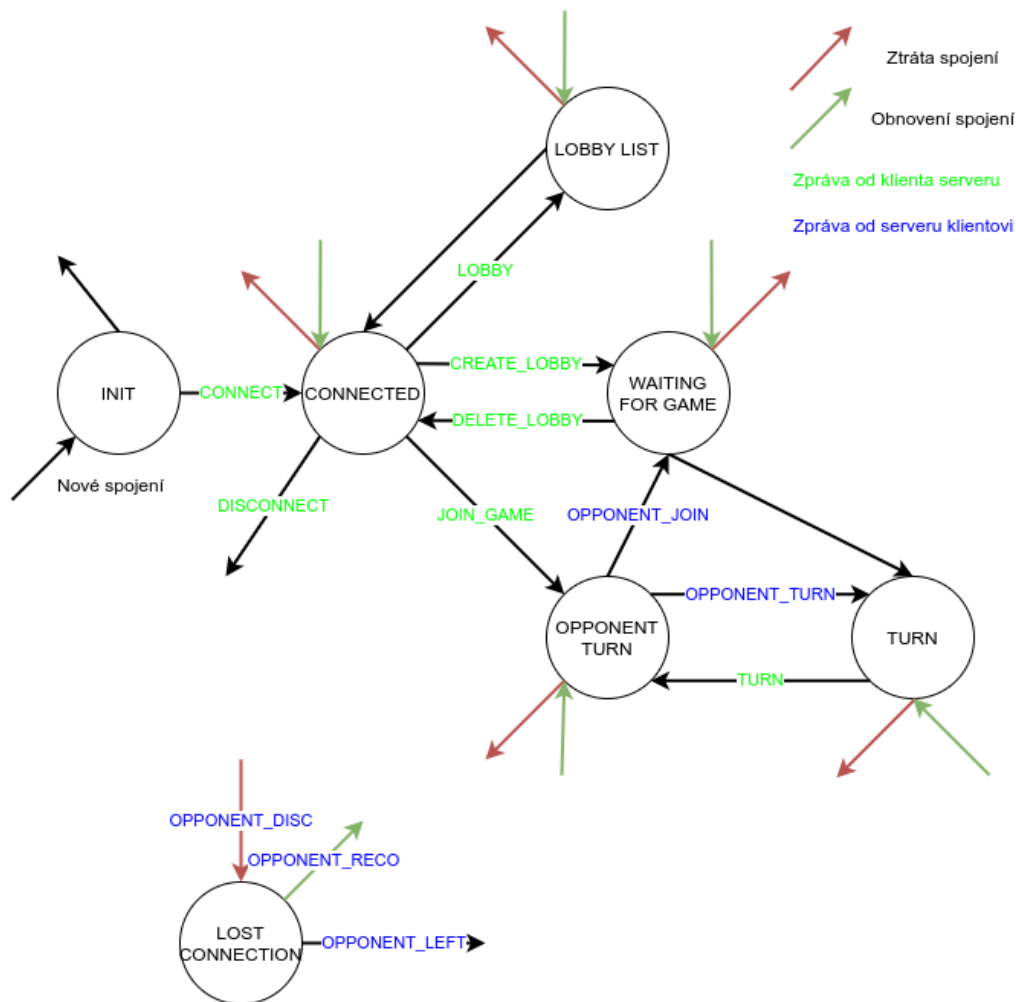 Ztráta spojení
Obnovení spojení
Zpráva od klienta serveru
Zpráva od serveru klientovi
LOBBY LIST
LOBBY
INIT
CONNECT
CONNECTED
CREATE_LOBBY
DELETE_LOBBY
WAITING
FOR GAME
Nové spojení
DISCONNECT
JOIN_GAME
OPPONENT_JOIN
OPPONENT
TURN
OPPONENT_TURN
TURN
TURN
OPPONENT_DISC
OPPONENT_RECO
LOST
CONNECTION
OPPONENT_LEFT